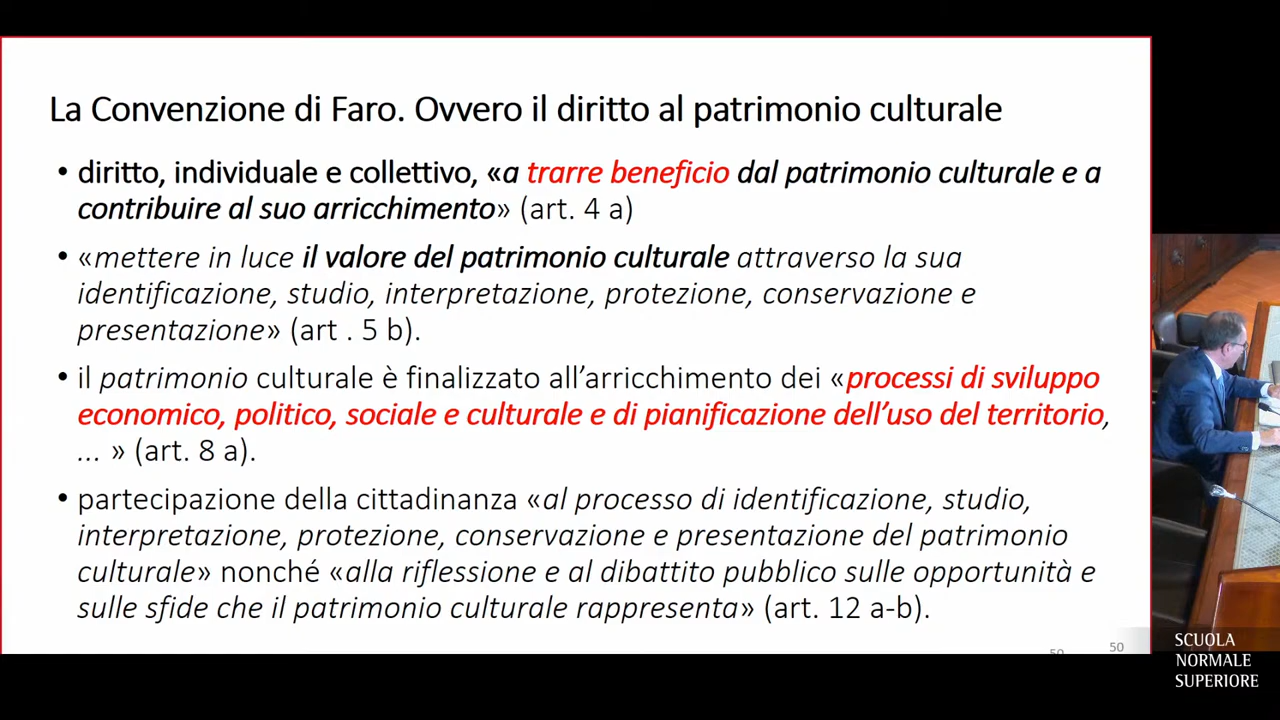 La Convenzione di Faro. Ovvero il diritto al patrimonio culturale
• diritto, individuale e collettivo, «a trarre beneficio dal patrimonio culturale e a
contribuire al suo arricchimento» (art. 4 a)
• «mettere in luce il valore del patrimonio culturale attraverso la sua
identificazione, studio, interpretazione, protezione, conservazione e
presentazione» (art . 5 b).
• il patrimonio culturale è finalizzato all’arricchimento dei «processi di sviluppo
economico, politico, sociale e culturale e di pianificazione dell’uso del territorio,
... » (art. 8 a).
• partecipazione della cittadinanza «al processo di identificazione, studio,
interpretazione, protezione, conservazione e presentazione del patrimonio
culturale» nonché «alla riflessione e al dibattito pubblico sulle opportunità e
sulle sfide che il patrimonio culturale rappresenta» (art. 12 a-b).
50
50
SCUOLA
NORMALE
SUPERIORE